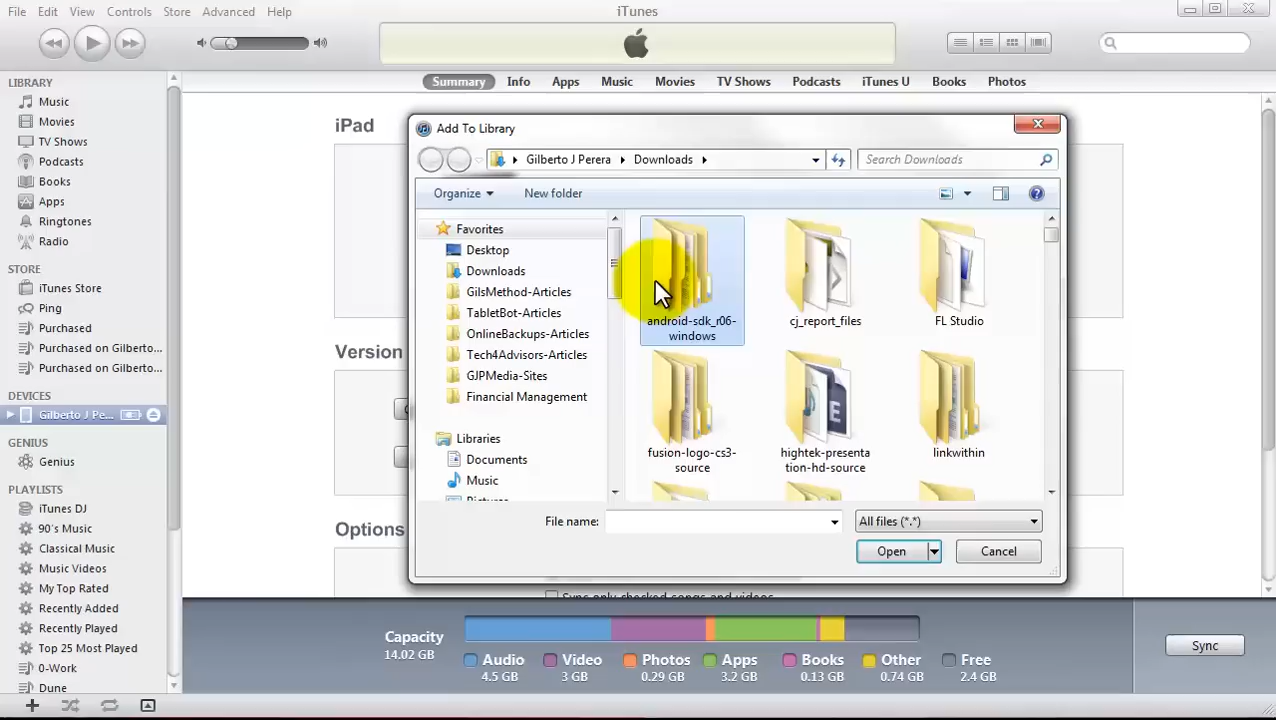 File Edit View Controls Store Advanced Help
iTunes
Summary Info Apps Music Movies TV Shows Podcasts iTunes U Books Photos
LIBRARY
Music
Movies
TV Shows
Podcasts
Books
Apps
Ringtones
Radio
STORE
iTunes Store
Ping
Purchased
Purchased on Gilberto...
Purchased on Gilberto...
DEVICES
Gilberto J Pe...
GENIUS
Genius
PLAYLISTS
iTunes DJ
90's Music
Classical Music
Music Videos
My Top Rated
Recently Added
Recently Played
Top 25 Most Played
0-Work
Dune
iPad
Version
Options
Add To Library
Gilberto J Perera Downloads
Search Downloads
Organize New folder
Favorites
Desktop
Downloads
GilsMethod-Articles
TabletBot-Articles
OnlineBackups-Articles
Tech4Advisors-Articles
GJPMedia-Sites
Financial Management
Libraries
Documents
Music
Pictures
android-sdk_r06-
windows
cj_report_files
FL Studio
fusion-logo-cs3-
source
hightek-presenta
tion-hd-source
linkwithin
File name:
All files (*.*)
Open
Cancel
Sync only checked songs and videos
Capacity
14.02 GB
Audio
4.5 GB
Video
3 GB
Photos
0.29 GB
Apps
3.2 GB
Books
0.13 GB
Other
0.74 GB
Free
2.4 GB
Sync